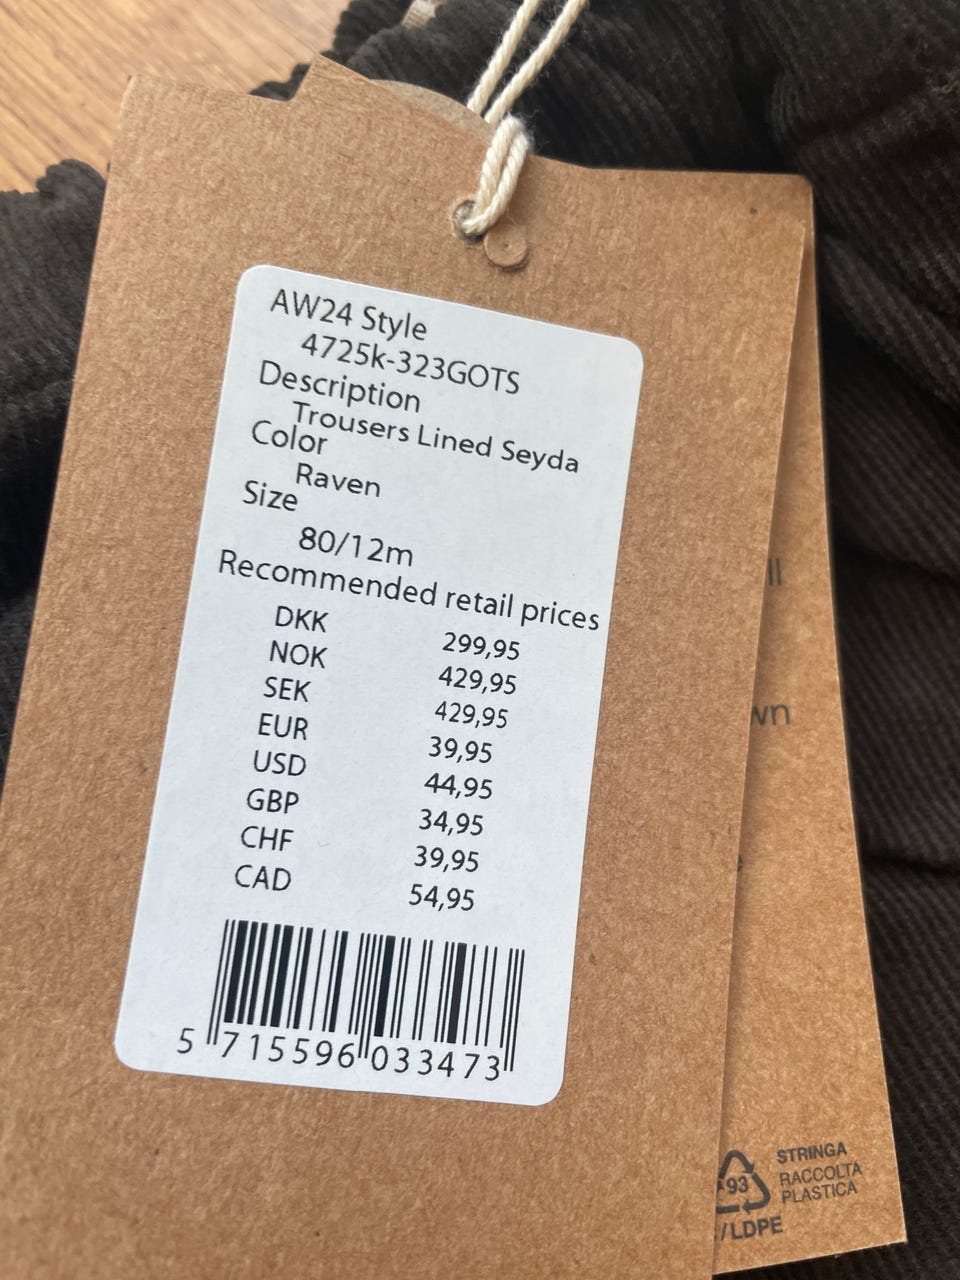 AW24 Style
4725k-323GOTS
Description
Trousers Lined Seyda
Color
Raven
Size
80/12m
Recommended retail prices
DKK 299,95
NOK 429,95
SEK 429,95
EUR 39,95
USD 44,95
GBP 34,95
CHF 39,95
CAD 54,95
5 715596 033473
93
STRINGA
RACCOLTA
PLASTICA
/LDPE